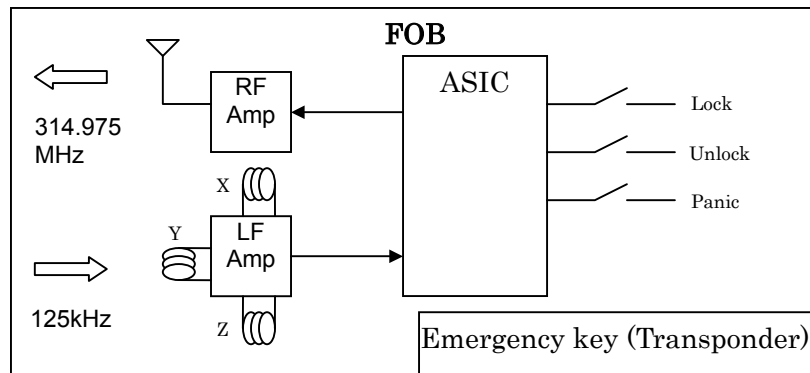 FOB
RF
Amp
ASIC
Lock
314.975
MHz
Unlock
X
Panic
Y
LF
Amp
125kHz
Z
Emergency key (Transponder)